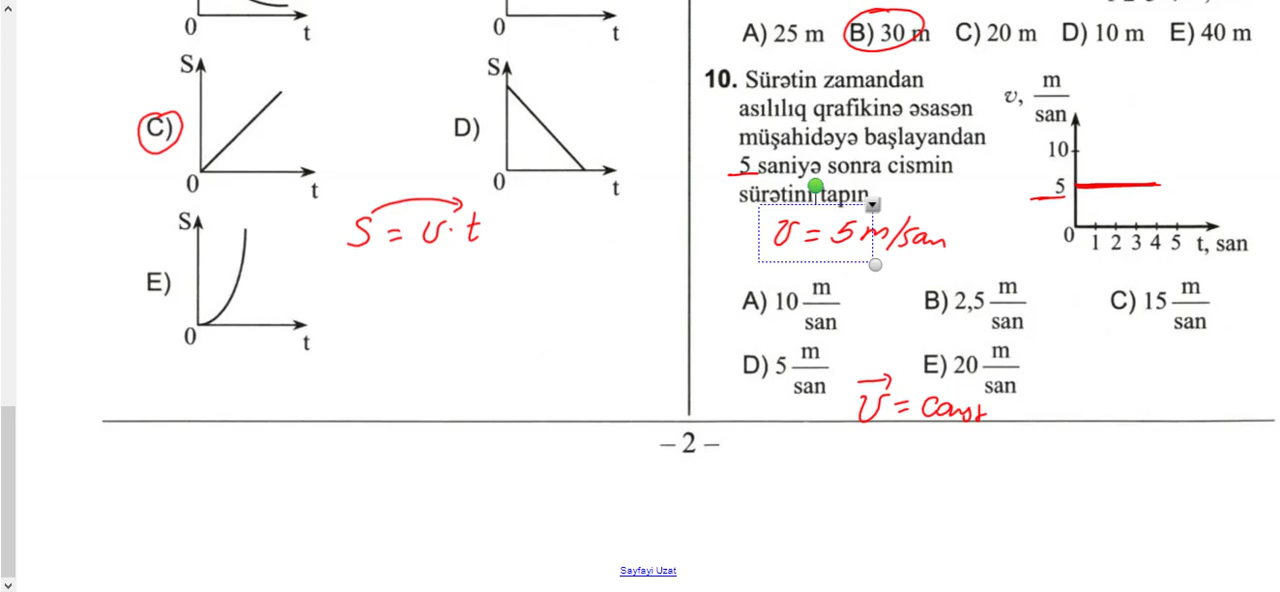 0
t
0
t
S
C)
0
t
S
D)
0
t
S = v · t
S
E)
0
t
A) 25 m B) 30 m C) 20 m D) 10 m E) 40 m
10. Sürətin zamandan
asılılıq qrafikinə əsasən
müşahidəyə başlayandan
5 saniyə sonra cismin
sürətini tapın
v, m/san
10
5
0 1 2 3 4 5 t, san
v = 5 m/san
A) 10 m/san B) 2,5 m/san C) 15 m/san
D) 5 m/san E) 20 m/san
v = const
– 2 –
Sayfayi Uzat